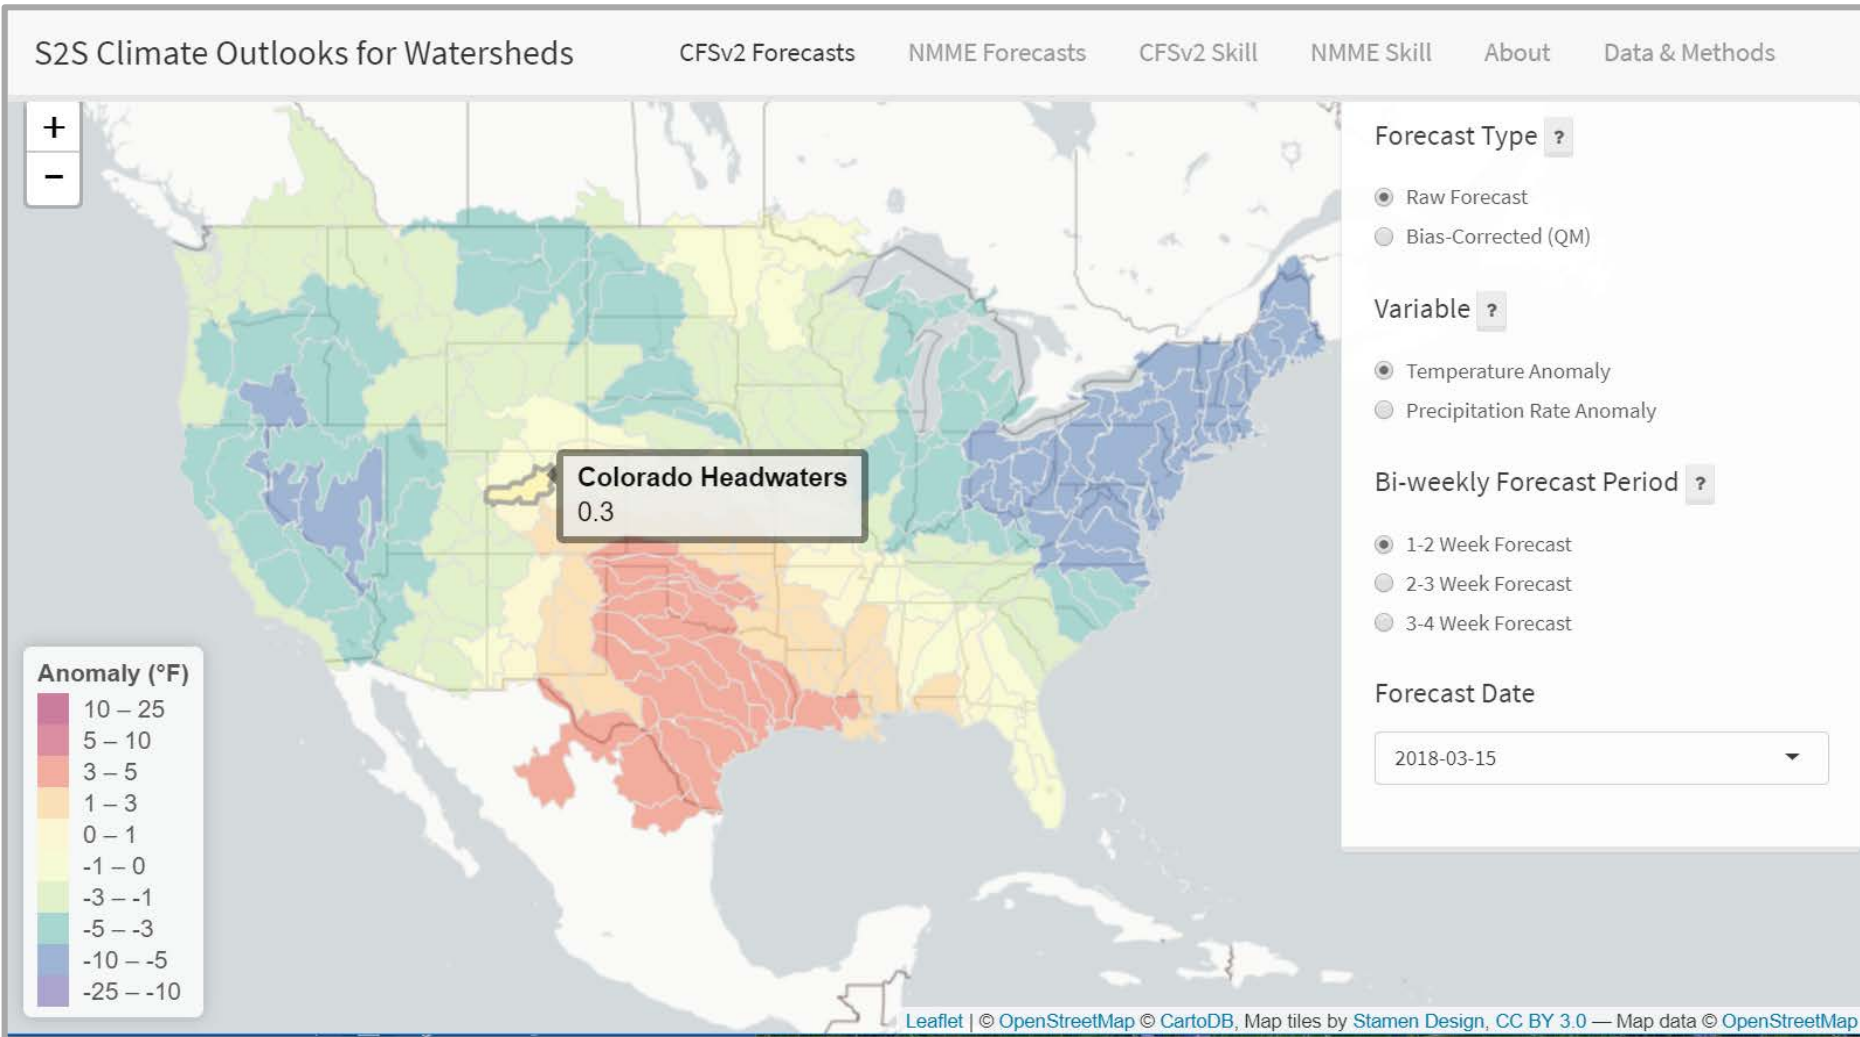 S2S Climate Outlooks for Watersheds CFSv2 Forecasts NMME Forecasts CFSv2 Skill NMME Skill About Data & Methods
+
−
Forecast Type ?
Raw Forecast
Bias-Corrected (QM)
Variable ?
Temperature Anomaly
Precipitation Rate Anomaly
Bi-weekly Forecast Period ?
1-2 Week Forecast
2-3 Week Forecast
3-4 Week Forecast
Forecast Date
2018-03-15
Colorado Headwaters
0.3
Anomaly (°F)
10 – 25
5 – 10
3 – 5
1 – 3
0 – 1
-1 – 0
-3 – -1
-5 – -3
-10 – -5
-25 – -10
Leaflet | © OpenStreetMap © CartoDB, Map tiles by Stamen Design, CC BY 3.0 — Map data © OpenStreetMap